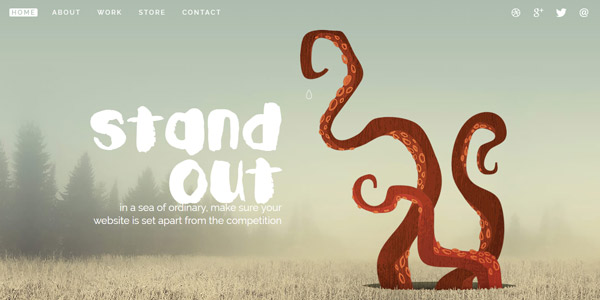 HOME ABOUT WORK STORE CONTACT
stand
out
in a sea of ordinary, make sure your
website is set apart from the competition